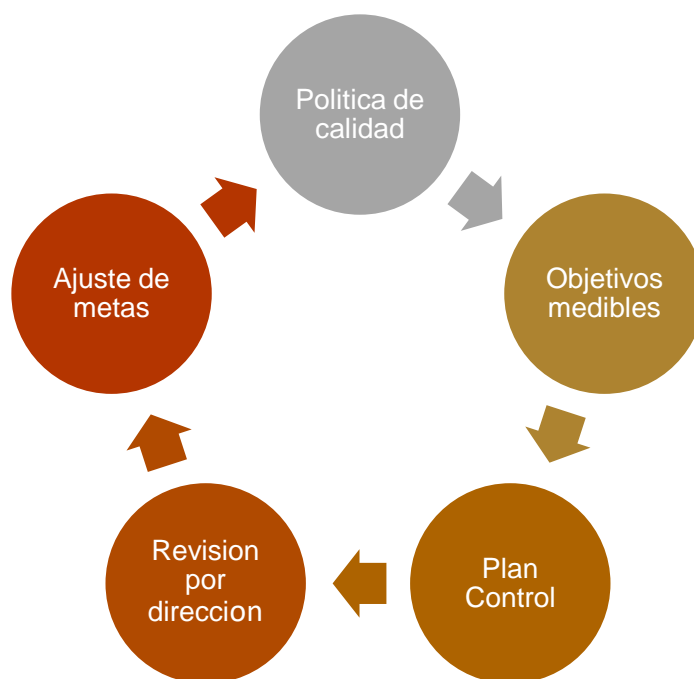 Politica de
calidad
Objetivos
medibles
Plan
Control
Revision
por
direccion
Ajuste de
metas